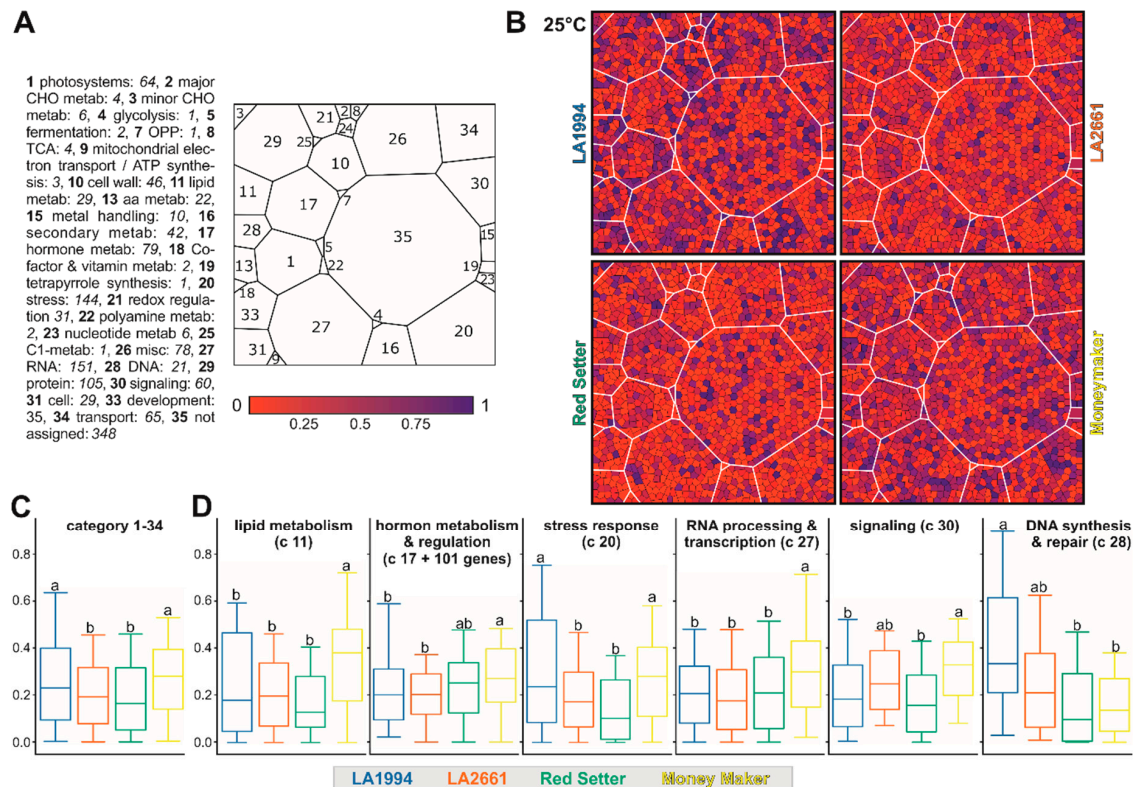 A
1 photosystems: 64, 2 major
CHO metab: 4, 3 minor CHO
metab: 6, 4 glycolysis: 1, 5
fermentation: 2, 7 OPP: 1, 8
TCA: 4, 9 mitochondrial elec-
tron transport / ATP synthe-
sis: 3, 10 cell wall: 46, 11 lipid
metab: 29, 13 aa metab: 22,
15 metal handling: 10, 16
secondary metab: 42, 17
hormone metab: 79, 18 Co-
factor & vitamin metab: 2, 19
tetrapyrrole synthesis: 1, 20
stress: 144, 21 redox regula-
tion 31, 22 polyamine metab:
2, 23 nucleotide metab 6, 25
C1-metab: 1, 26 misc: 78, 27
RNA: 151, 28 DNA: 21, 29
protein: 105, 30 signaling: 60,
31 cell: 29, 33 development:
35, 34 transport: 65, 35 not
assigned: 348
3
29
25
21
2
8
24
26
34
10
11
17
7
30
28
35
15
5
13
1
22
19
23
18
33
27
4
20
31
9
16
0
1
0.25 0.5 0.75
B
25°C
LA1994
LA2661
Red Setter
Moneymaker
C
category 1-34
0.8
0.6
0.4
0.2
0.0
a
b
b
a
D
lipid metabolism
(c 11)
b
b
b
a
hormon metabolism
& regulation
(c 17 + 101 genes)
b
b
ab
a
stress response
(c 20)
a
b
b
a
RNA processing &
transcription (c 27)
b
b
b
a
signaling (c 30)
b
ab
b
a
DNA synthesis
& repair (c 28)
a
ab
b
b
LA1994 LA2661 Red Setter Money Maker